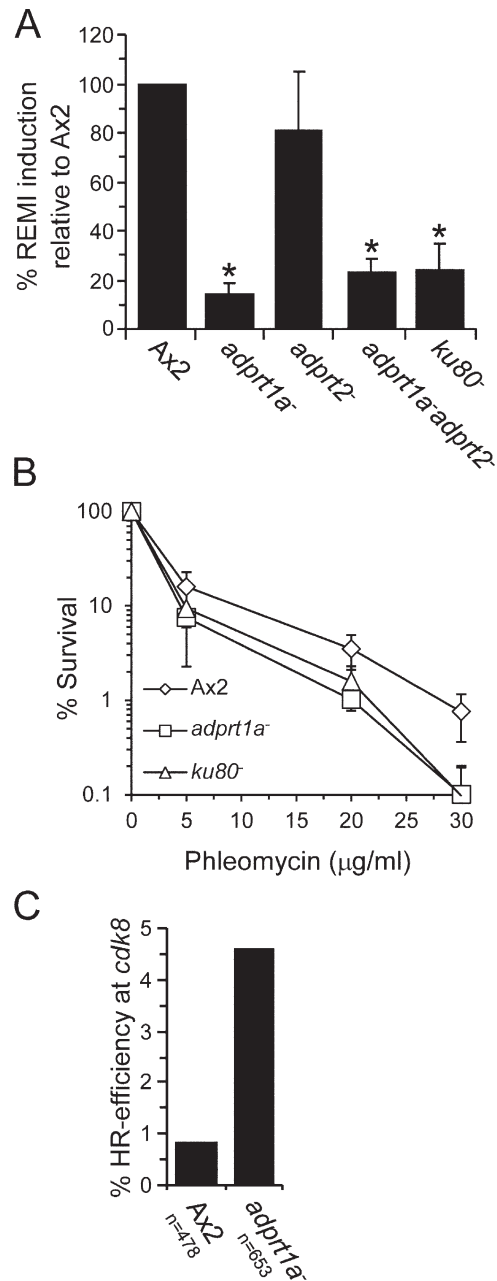 A
% REMI induction
relative to Ax2
120
100
80
60
40
20
0
*
*
*
Ax2
adprt1a-
adprt2-
adprt1a-adprt2-
ku80-
B
% Survival
100
10
1
0.1
Ax2
adprt1a-
ku80-
0 5 10 15 20 25 30
Phleomycin (μg/ml)
C
% HR-efficiency at cdk8
5
4
3
2
1
0
Ax2
n=478
adprt1a-
n=653